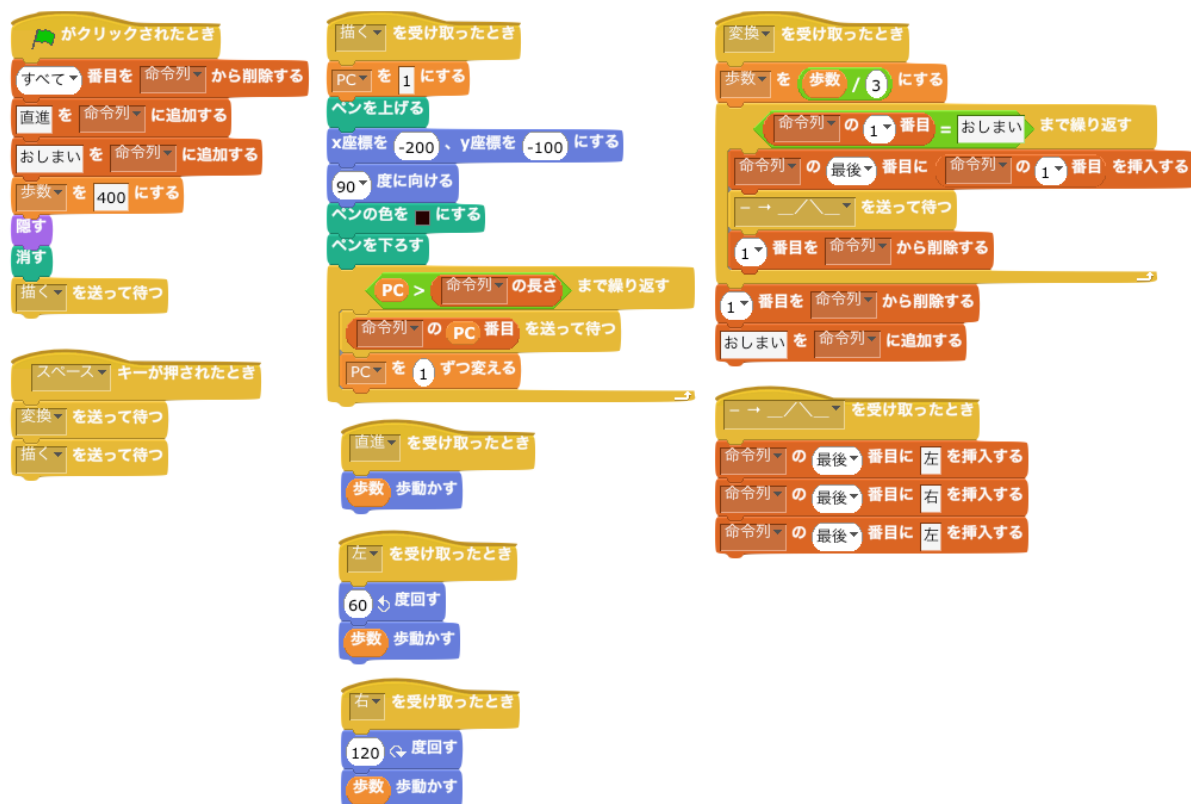 がクリックされたとき
すべて 番目を 命令列 から削除する
直進 を 命令列 に追加する
おしまい を 命令列 に追加する
歩数 を 400 にする
隠す
消す
描く を送って待つ
スペース キーが押されたとき
変換 を送って待つ
描く を送って待つ
描く を受け取ったとき
PC を 1 にする
ペンを上げる
x座標を -200 、y座標を -100 にする
90 度に向ける
ペンの色を にする
ペンを下ろす
PC > 命令列 の長さ まで繰り返す
命令列 の PC 番目 を送って待つ
PC を 1 ずつ変える
直進 を受け取ったとき
歩数 歩動かす
左 を受け取ったとき
60 度回す
歩数 歩動かす
右 を受け取ったとき
120 度回す
歩数 歩動かす
変換 を受け取ったとき
歩数 を 歩数 / 3 にする
命令列 の 1 番目 = おしまい まで繰り返す
命令列 の 最後 番目に 命令列 の 1 番目 を挿入する
− → __/\__ を送って待つ
1 番目を 命令列 から削除する
1 番目を 命令列 から削除する
おしまい を 命令列 に追加する
− → __/\__ を受け取ったとき
命令列 の 最後 番目に 左 を挿入する
命令列 の 最後 番目に 右 を挿入する
命令列 の 最後 番目に 左 を挿入する